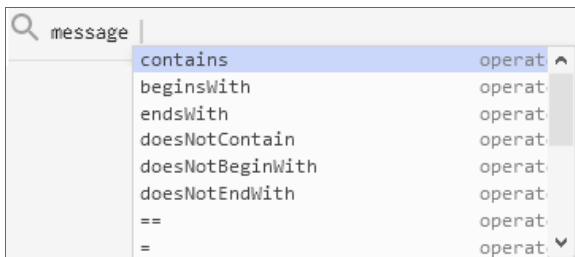 message
contains operat
beginsWith operat
endsWith operat
doesNotContain operat
doesNotBeginWith operat
doesNotEndWith operat
== operat
= operat